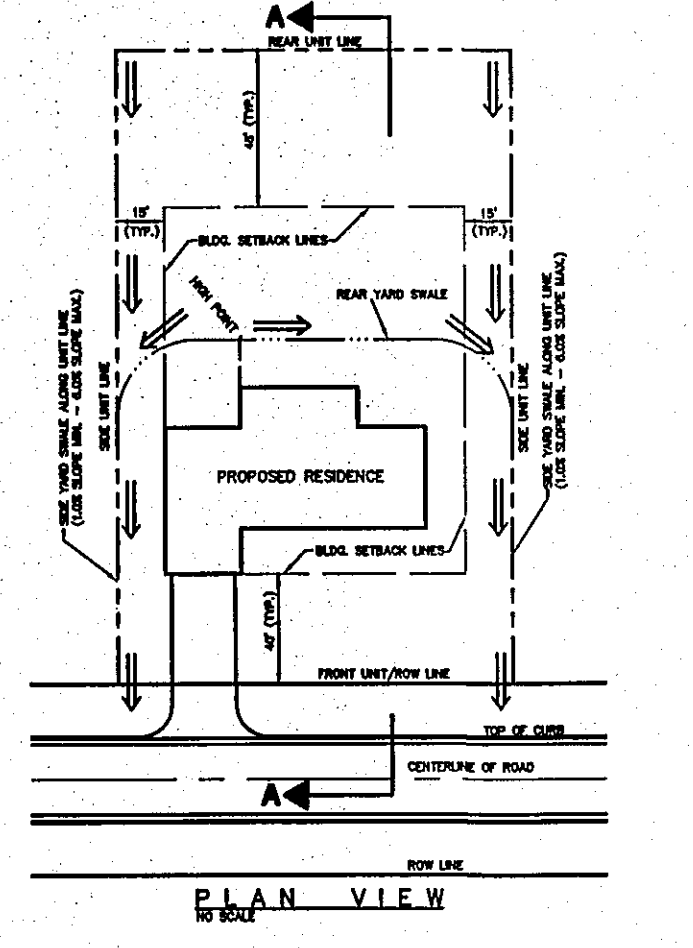 A
REAR UNIT LINE
(TYP.)
15'
(TYP.)
15'
(TYP.)
BLDG. SETBACK LINES
HIGH POINT
REAR YARD SWALE
SIDE YARD SWALE ALONG UNIT LINE
(1.0% SLOPE MIN. - 6.0% SLOPE MAX.)
SIDE UNIT LINE
SIDE UNIT LINE
SIDE YARD SWALE ALONG UNIT LINE
(1.0% SLOPE MIN. - 6.0% SLOPE MAX.)
PROPOSED RESIDENCE
BLDG. SETBACK LINES
40' (TYP.)
FRONT UNIT/ROW LINE
TOP OF CURB
CENTERLINE OF ROAD
A
ROW LINE
PLAN VIEW
NO SCALE